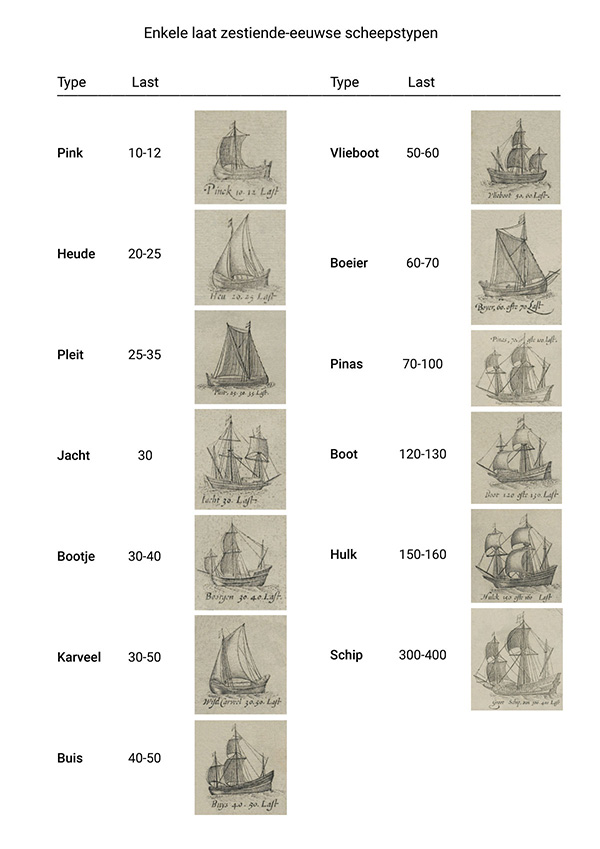 Enkele laat zestiende-eeuwse scheepstypen
Type Last
Pink 10-12
Pinck 10. 12. Last
Heude 20-25
Heu 20. 25 Last
Pleit 25-35
25. 30. 35. Last.
Jacht 30
Jacht 30. Last.
Bootje 30-40
30. 40. Last.
Karveel 30-50
Carveel 30. 50. Last
Buis 40-50
Buys 40. 50. Last
Type Last
Vlieboot 50-60
Vlieboot 50. 60. Last.
Boeier 60-70
Boyer, 60. ofte 70. Last
Pinas 70-100
Pinas, 70. ofte 100. Last.
Boot 120-130
Boot 120 ofte 130. Last.
Hulk 150-160
Hulck 150 ofte 160 Last
Schip 300-400
Schip, 400 Last